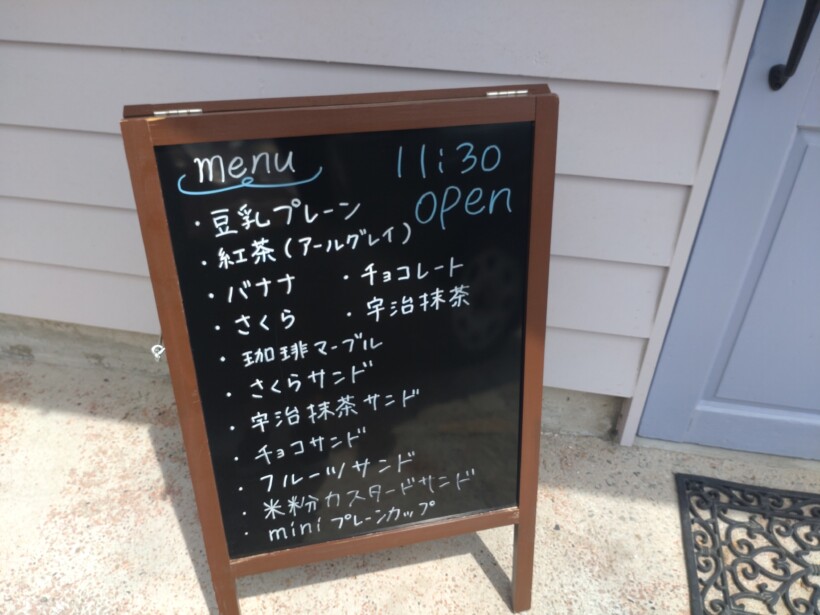 menu 11:30
open
・豆乳プレーン
・紅茶(アールグレイ)
・バナナ ・チョコレート
・さくら ・宇治抹茶
・珈琲マーブル
・さくらサンド
・宇治抹茶サンド
・チョコサンド
・フルーツサンド
・米粉カスタードサンド
・miniプレーンカップ